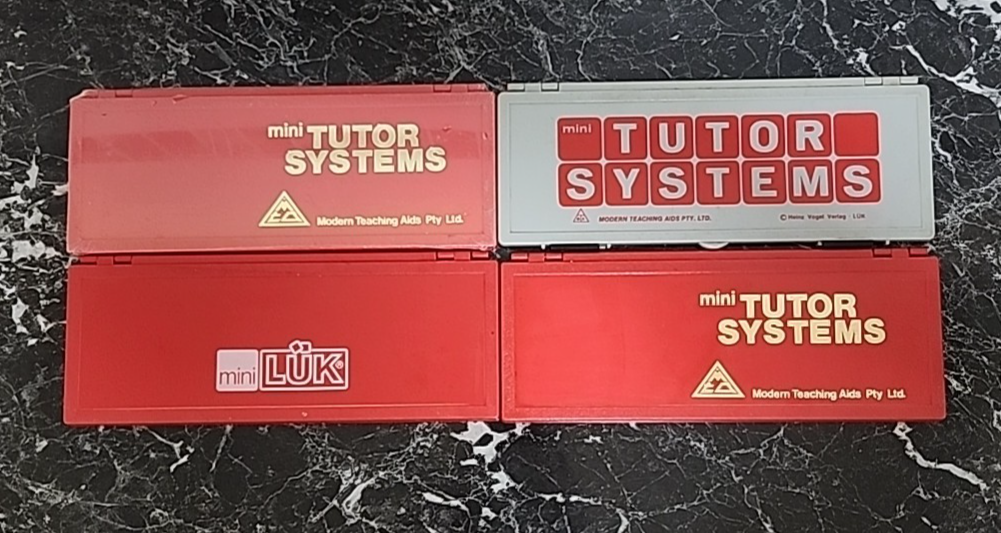 mini TUTOR
SYSTEMS
Modern Teaching Aids Pty Ltd.
mini TUTOR
SYSTEMS
MODERN TEACHING AIDS PTY. LTD. © Heinz Vogel Verlag LÜK
mini LÜK®
mini TUTOR
SYSTEMS
Modern Teaching Aids Pty Ltd.